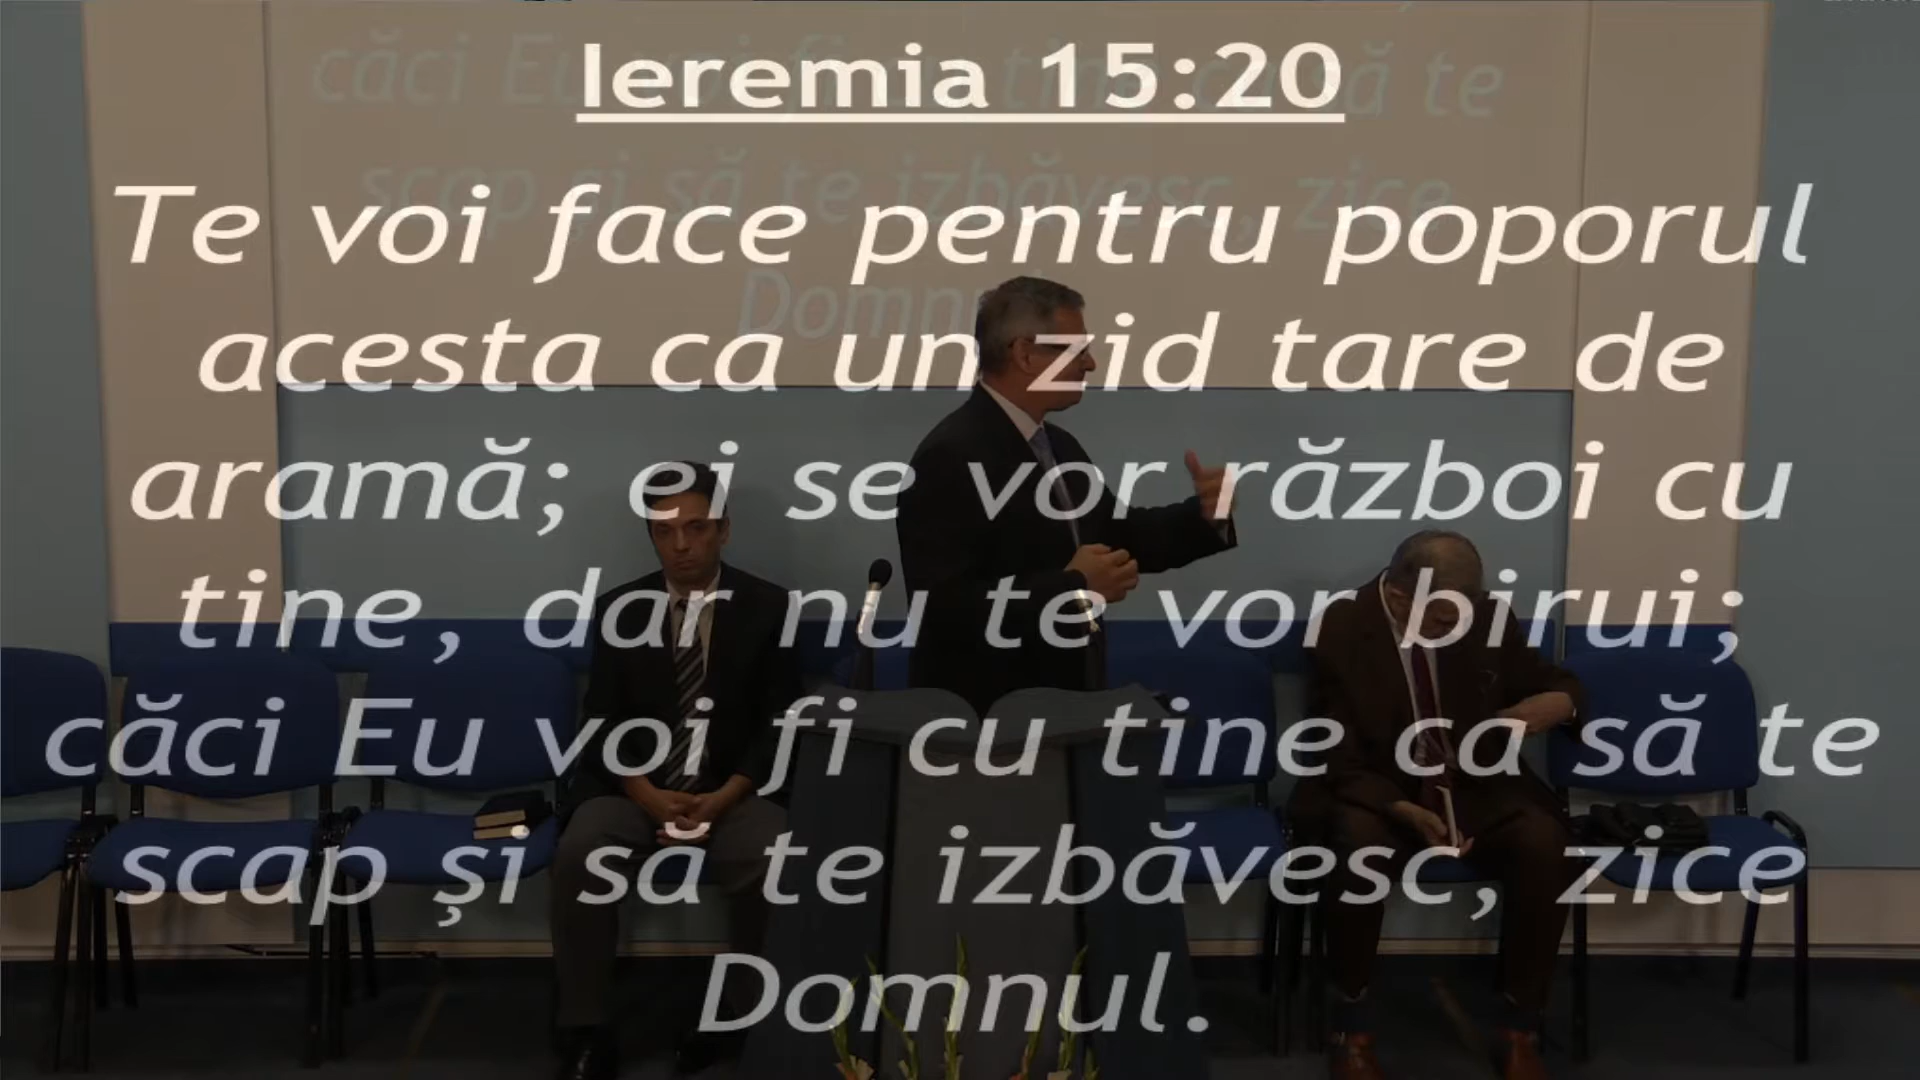 Ieremia 15:20
Te voi face pentru poporul
acesta ca un zid tare de
aramă; ei se vor război cu
tine, dar nu te vor birui;
căci Eu voi fi cu tine ca să te
scap și să te izbăvesc, zice
Domnul.